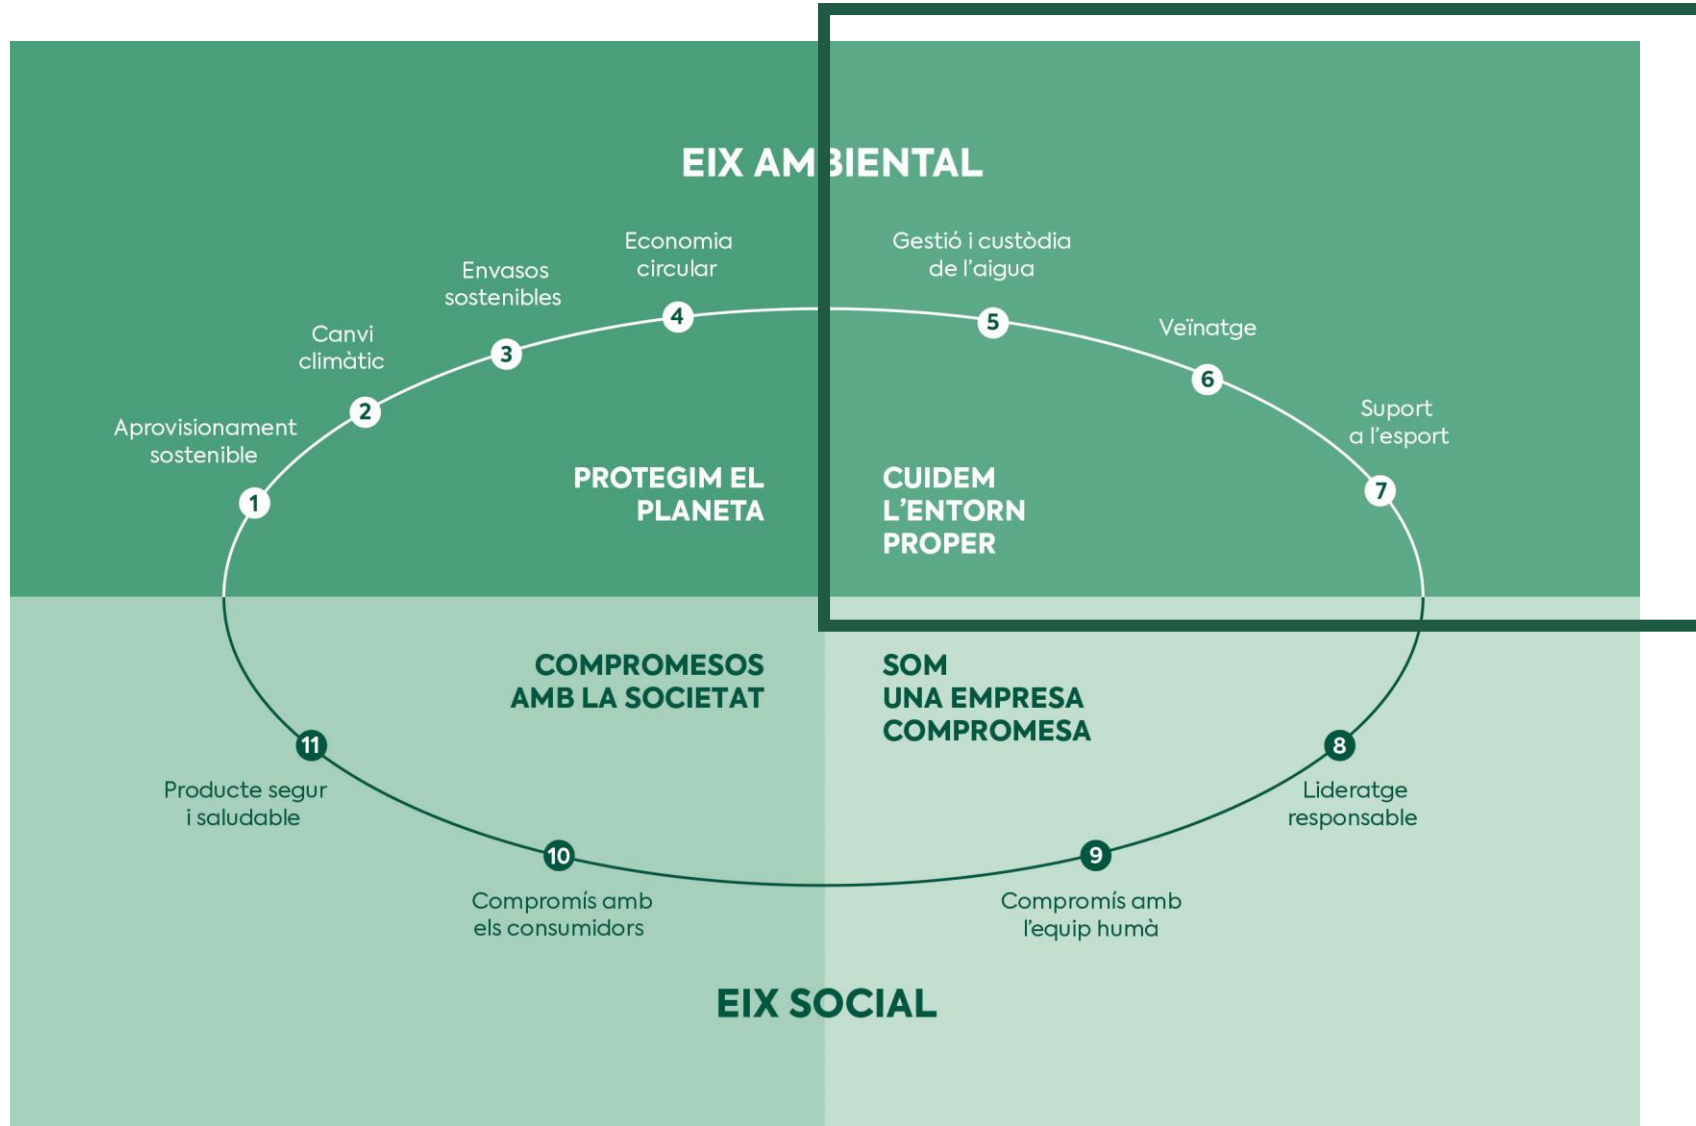 EIX AMBIENTAL
Economia
circular
Gestió i custòdia
de l'aigua
Envasos
sostenibles
Veïnatge
Canvi
climàtic
Suport
a l'esport
Aprovisionament
sostenible
4
5
3
6
2
7
1
PROTEGIM EL
PLANETA
CUIDEM
L'ENTORN
PROPER
COMPROMESOS
AMB LA SOCIETAT
SOM
UNA EMPRESA
COMPROMESA
11
Producte segur
i saludable
8
Lideratge
responsable
10
Compromís amb
els consumidors
9
Compromís amb
l'equip humà
EIX SOCIAL